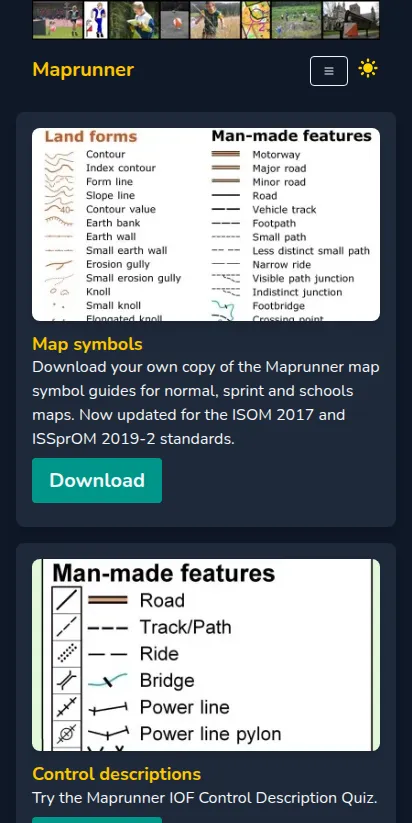 Maprunner
Land forms
Contour
Index contour
Form line
Slope line
40
Contour value
Earth bank
Earth wall
Small earth wall
Erosion gully
Small erosion gully
Knoll
Small knoll
Elongated knoll
Man-made features
Motorway
Major road
Minor road
Road
Vehicle track
Footpath
Small path
Less distinct small path
Narrow ride
Visible path junction
Indistinct junction
Footbridge
Crossing point
Map symbols
Download your own copy of the Maprunner map
symbol guides for normal, sprint and schools
maps. Now updated for the ISOM 2017 and
ISSprOM 2019-2 standards.
Download
Man-made features
Road
Track/Path
Ride
Bridge
Power line
Power line pylon
Control descriptions
Try the Maprunner IOF Control Description Quiz.